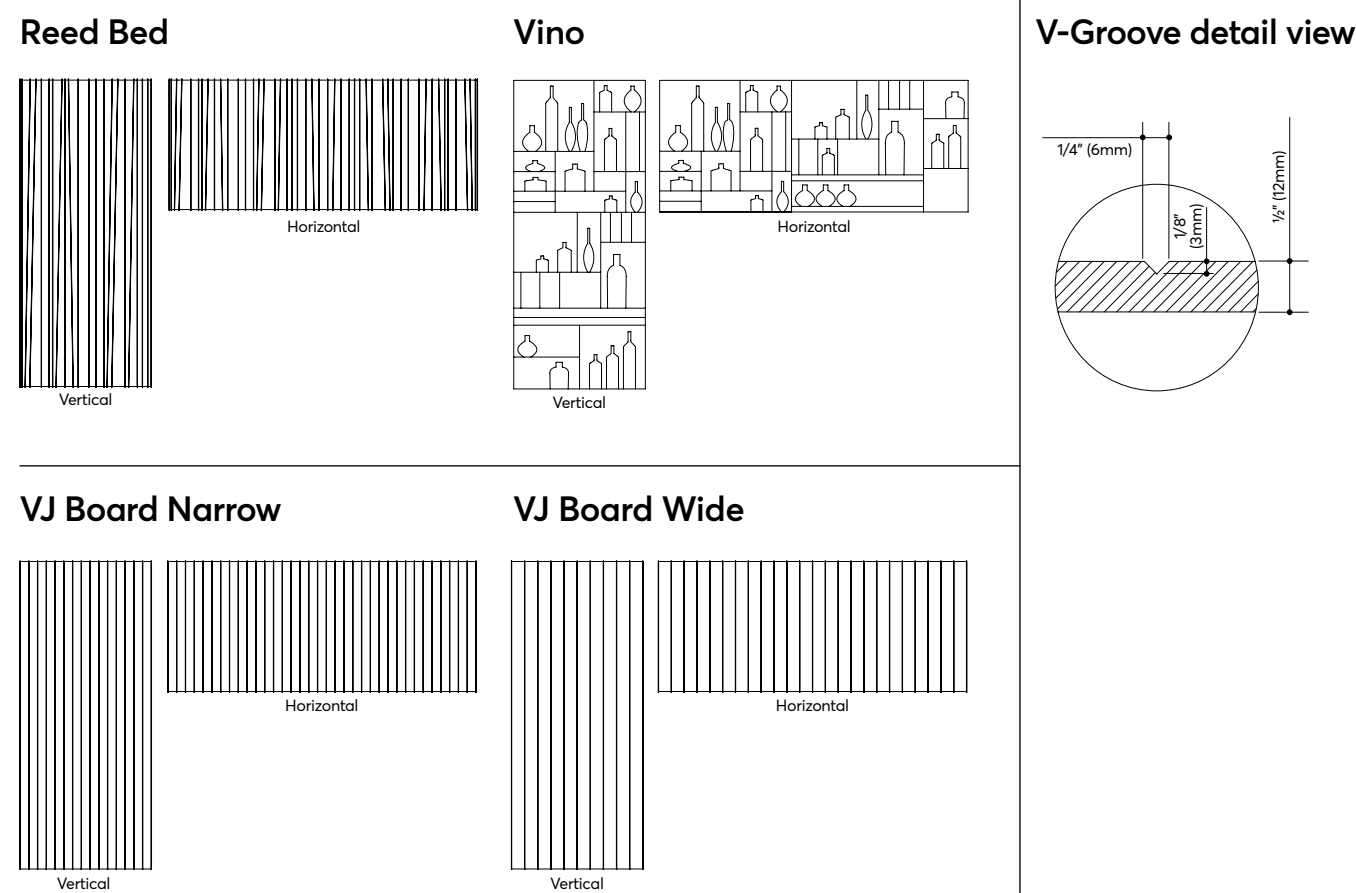 Reed Bed
Vertical
Horizontal
Vino
Vertical
Horizontal
V-Groove detail view
1/4" (6mm)
1/8"
(3mm)
½" (12mm)
VJ Board Narrow
Vertical
Horizontal
VJ Board Wide
Vertical
Horizontal